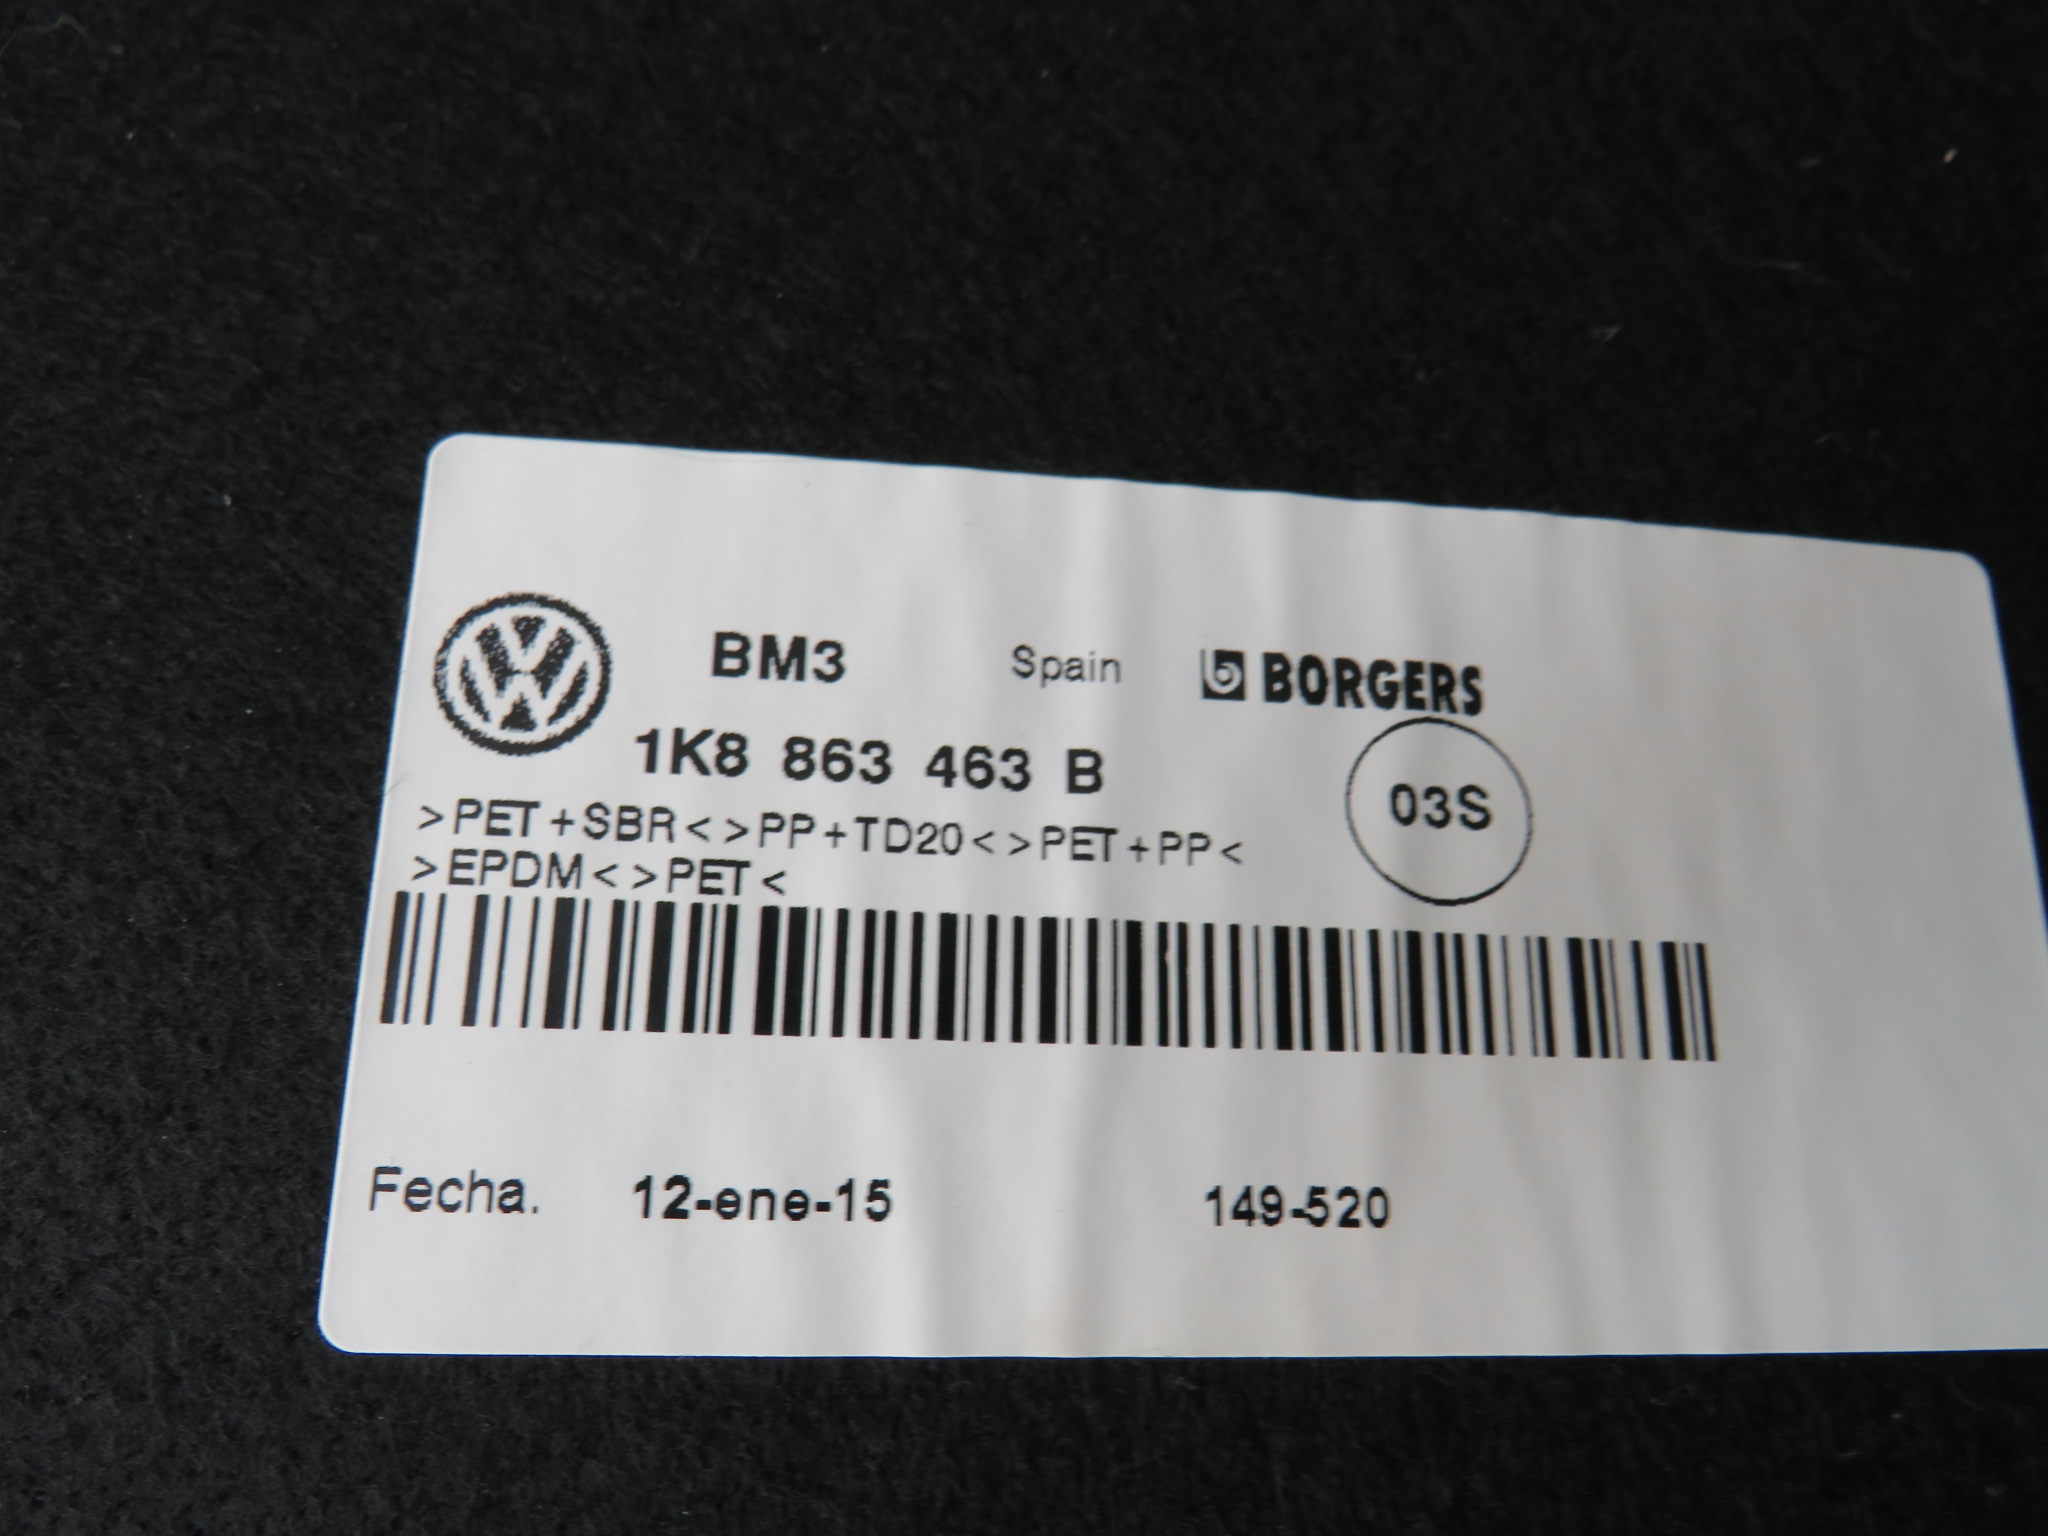 BM3 Spain BORGERS
1K8 863 463 B
03S
>PET+SBR<>PP+TD20<>PET+PP<
>EPDM<>PET<
Fecha. 12-ene-15 149-520